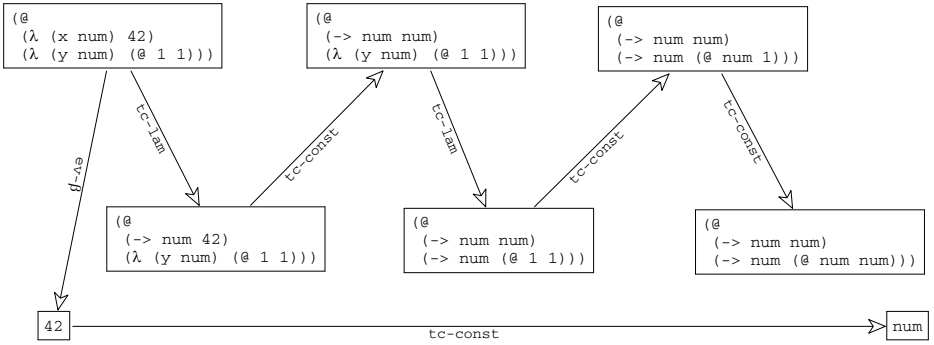 (@
(λ (x num) 42)
(λ (y num) (@ 1 1)))
(@
(-> num num)
(λ (y num) (@ 1 1)))
(@
(-> num num)
(-> num (@ num 1)))
ev-β
tc-lam
tc-const
tc-lam
tc-const
tc-const
(@
(-> num 42)
(λ (y num) (@ 1 1)))
(@
(-> num num)
(-> num (@ 1 1)))
(@
(-> num num)
(-> num (@ num num)))
42
tc-const
num